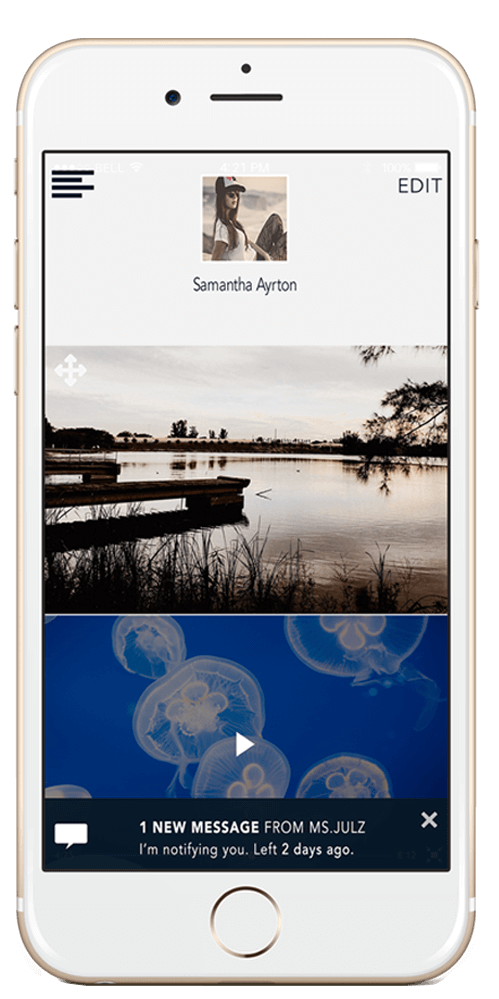 BELL 4:21 PM 100%
EDIT
Samantha Ayrton
1 NEW MESSAGE FROM MS.JULZ
I'm notifying you. Left 2 days ago.